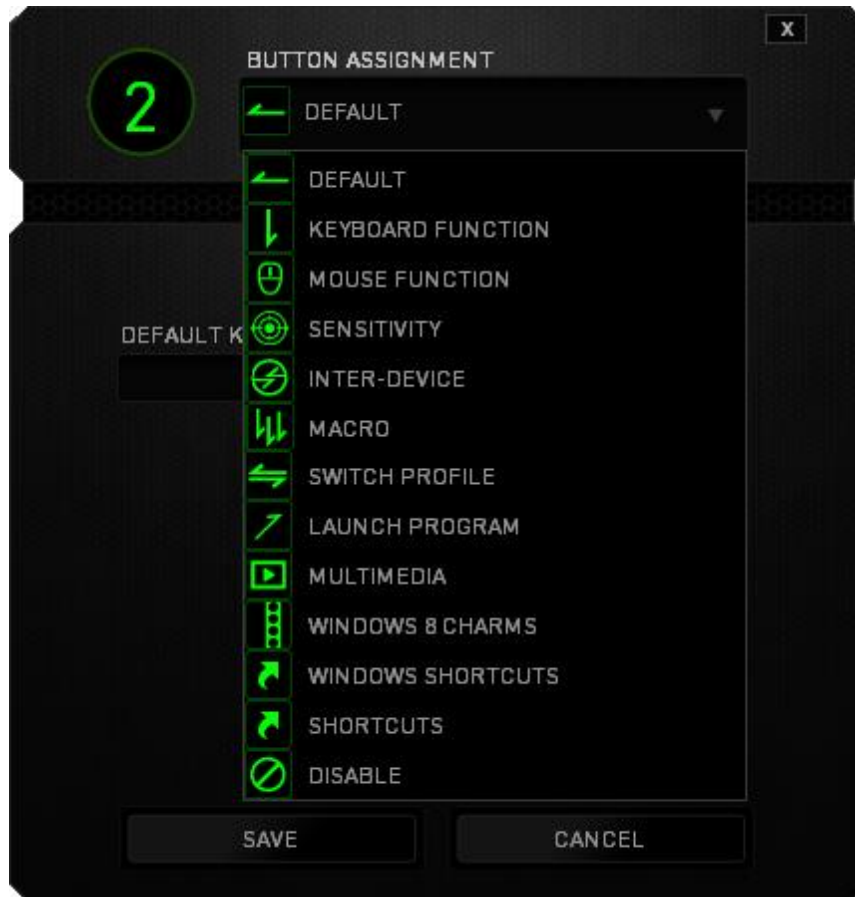 X
BUTTON ASSIGNMENT
2
DEFAULT
DEFAULT
KEYBOARD FUNCTION
MOUSE FUNCTION
SENSITIVITY
DEFAULT K
INTER-DEVICE
MACRO
SWITCH PROFILE
LAUNCH PROGRAM
MULTIMEDIA
WINDOWS 8 CHARMS
WINDOWS SHORTCUTS
SHORTCUTS
DISABLE
SAVE
CANCEL